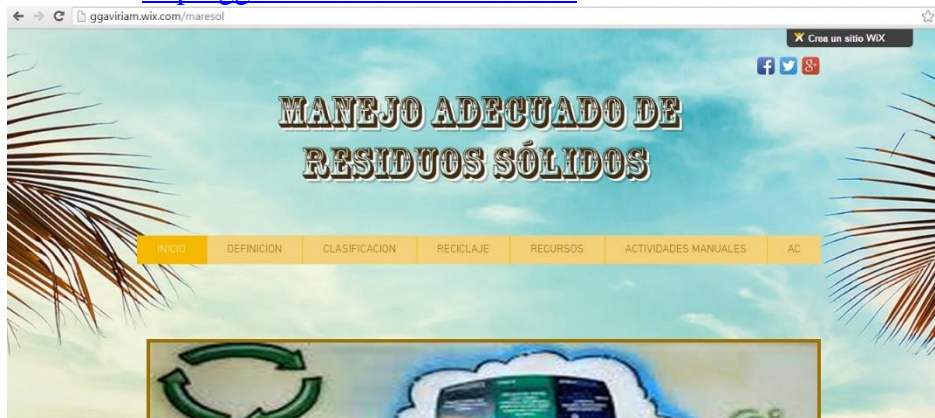 ggaviriam.wix.com/maresol
Crea un sitio WiX
MANEJO ADECUADO DE
RESIDUOS SÓLIDOS
INICIO DEFINICION CLASIFICACION RECICLAJE RECURSOS ACTIVIDADES MANUALES AC